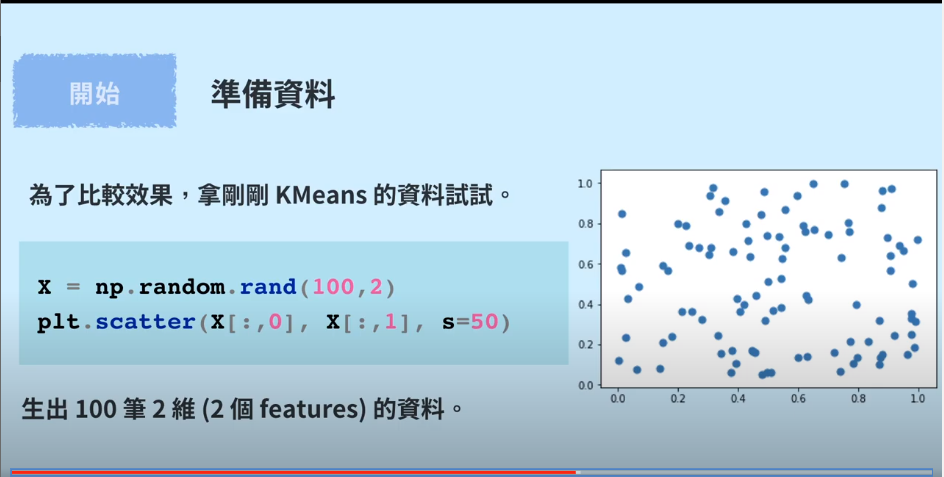 開始
準備資料
為了比較效果，拿剛剛 KMeans 的資料試試。
X = np.random.rand(100,2)
plt.scatter(X[:,0], X[:,1], s=50)
生出 100 筆 2 維 (2 個 features) 的資料。
1.0
0.8
0.6
0.4
0.2
0.0
0.0 0.2 0.4 0.6 0.8 1.0